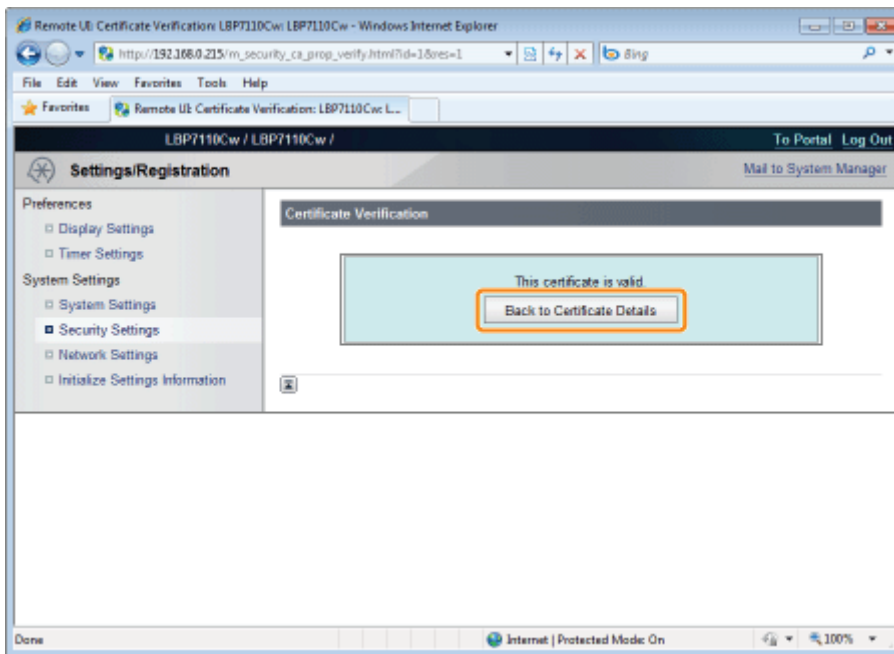 Remote UI: Certificate Verification: LBP7110Cw: LBP7110Cw - Windows Internet Explorer
http://192.168.0.215/m_security_ca_prop_verify.html?id=1&res=1
Bing
File Edit View Favorites Tools Help
Favorites
Remote UI: Certificate Verification: LBP7110Cw: L...
LBP7110Cw / LBP7110Cw /
To Portal Log Out
Settings/Registration
Mail to System Manager
Preferences
Display Settings
Timer Settings
System Settings
System Settings
Security Settings
Network Settings
Initialize Settings Information
Certificate Verification
This certificate is valid.
Back to Certificate Details
Done
Internet | Protected Mode: On
100%